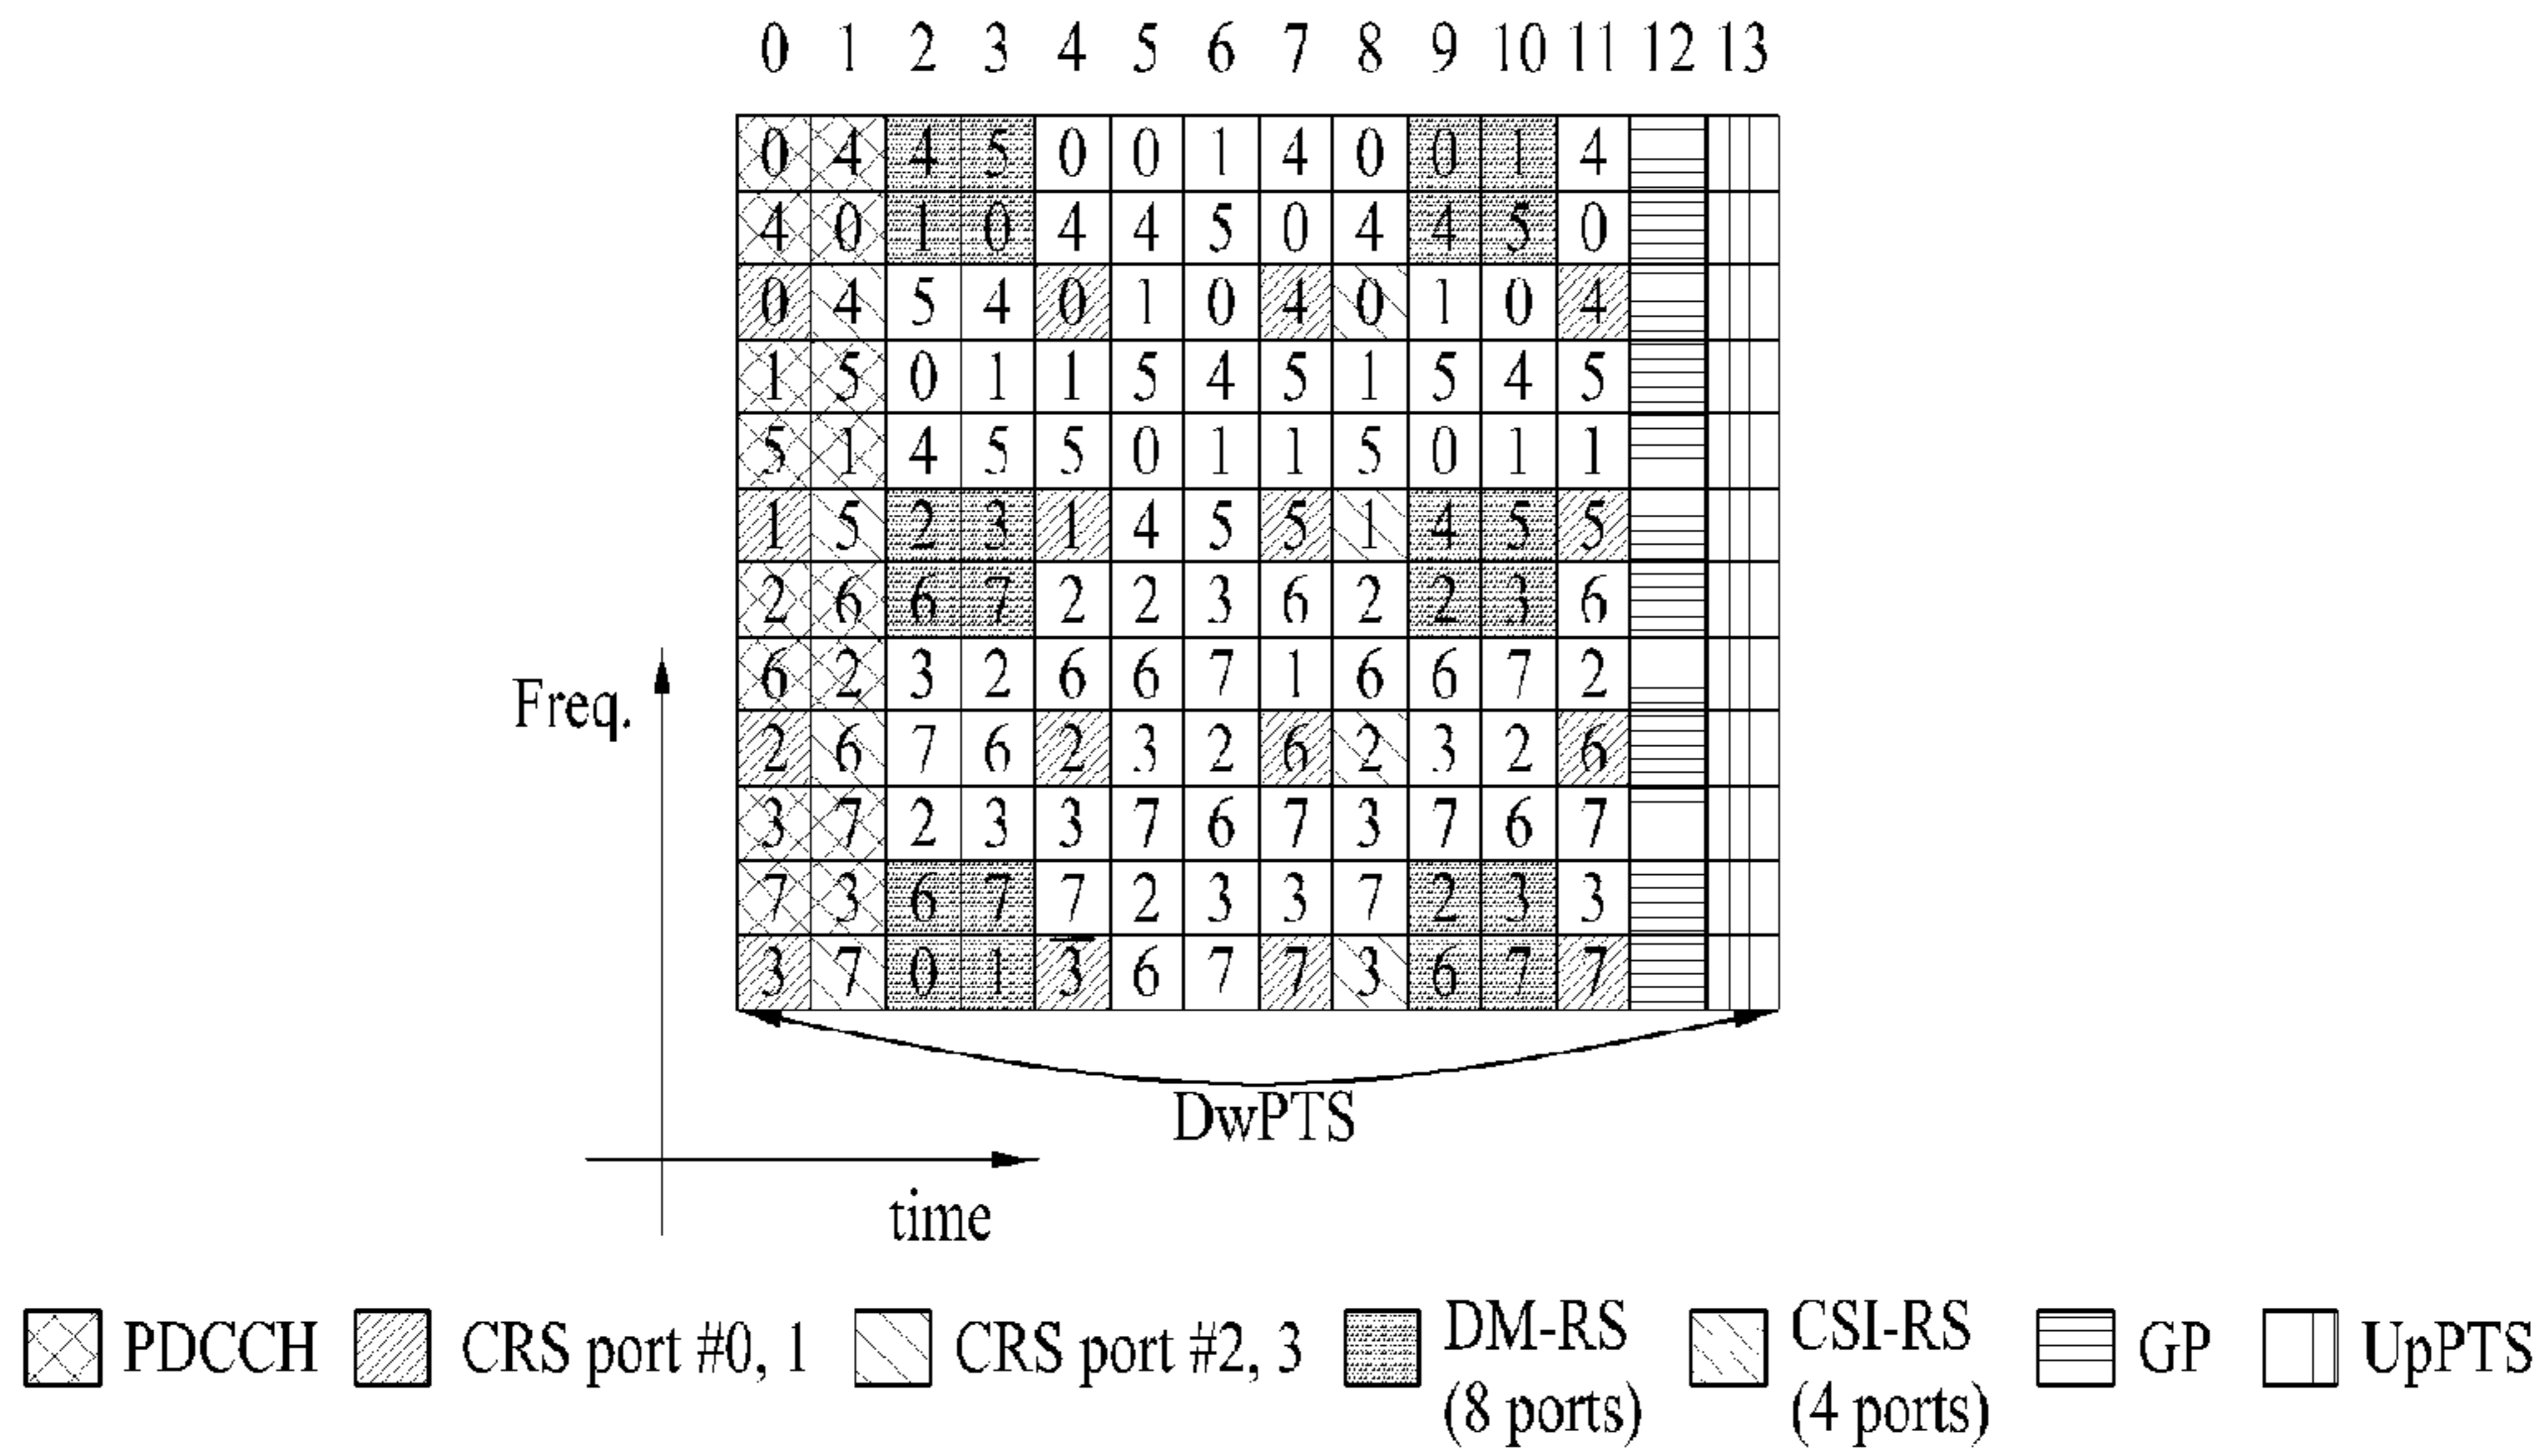 0 1 2 3 4 5 6 7 8 9 10 11 12 13
0 4 4 5 0 0 1 4 0 0 1 4
4 0 1 0 4 4 5 0 4 4 5 0
0 4 5 4 0 1 0 4 0 1 0 4
1 5 0 1 1 5 4 5 1 5 4 5
5 1 4 5 5 0 1 1 5 0 1 1
1 5 2 3 1 4 5 5 1 4 5 5
2 6 6 7 2 2 3 6 2 2 3 6
6 2 3 2 6 6 7 1 6 6 7 2
Freq.
2 6 7 6 2 3 2 6 2 3 2 6
3 7 2 3 3 7 6 7 3 7 6 7
7 3 6 7 7 2 3 3 7 2 3 3
3 7 0 1 3 6 7 7 3 6 7 7
DwPTS
time
PDCCH CRS port #0, 1 CRS port #2, 3 DM-RS (8 ports) CSI-RS (4 ports) GP UpPTS